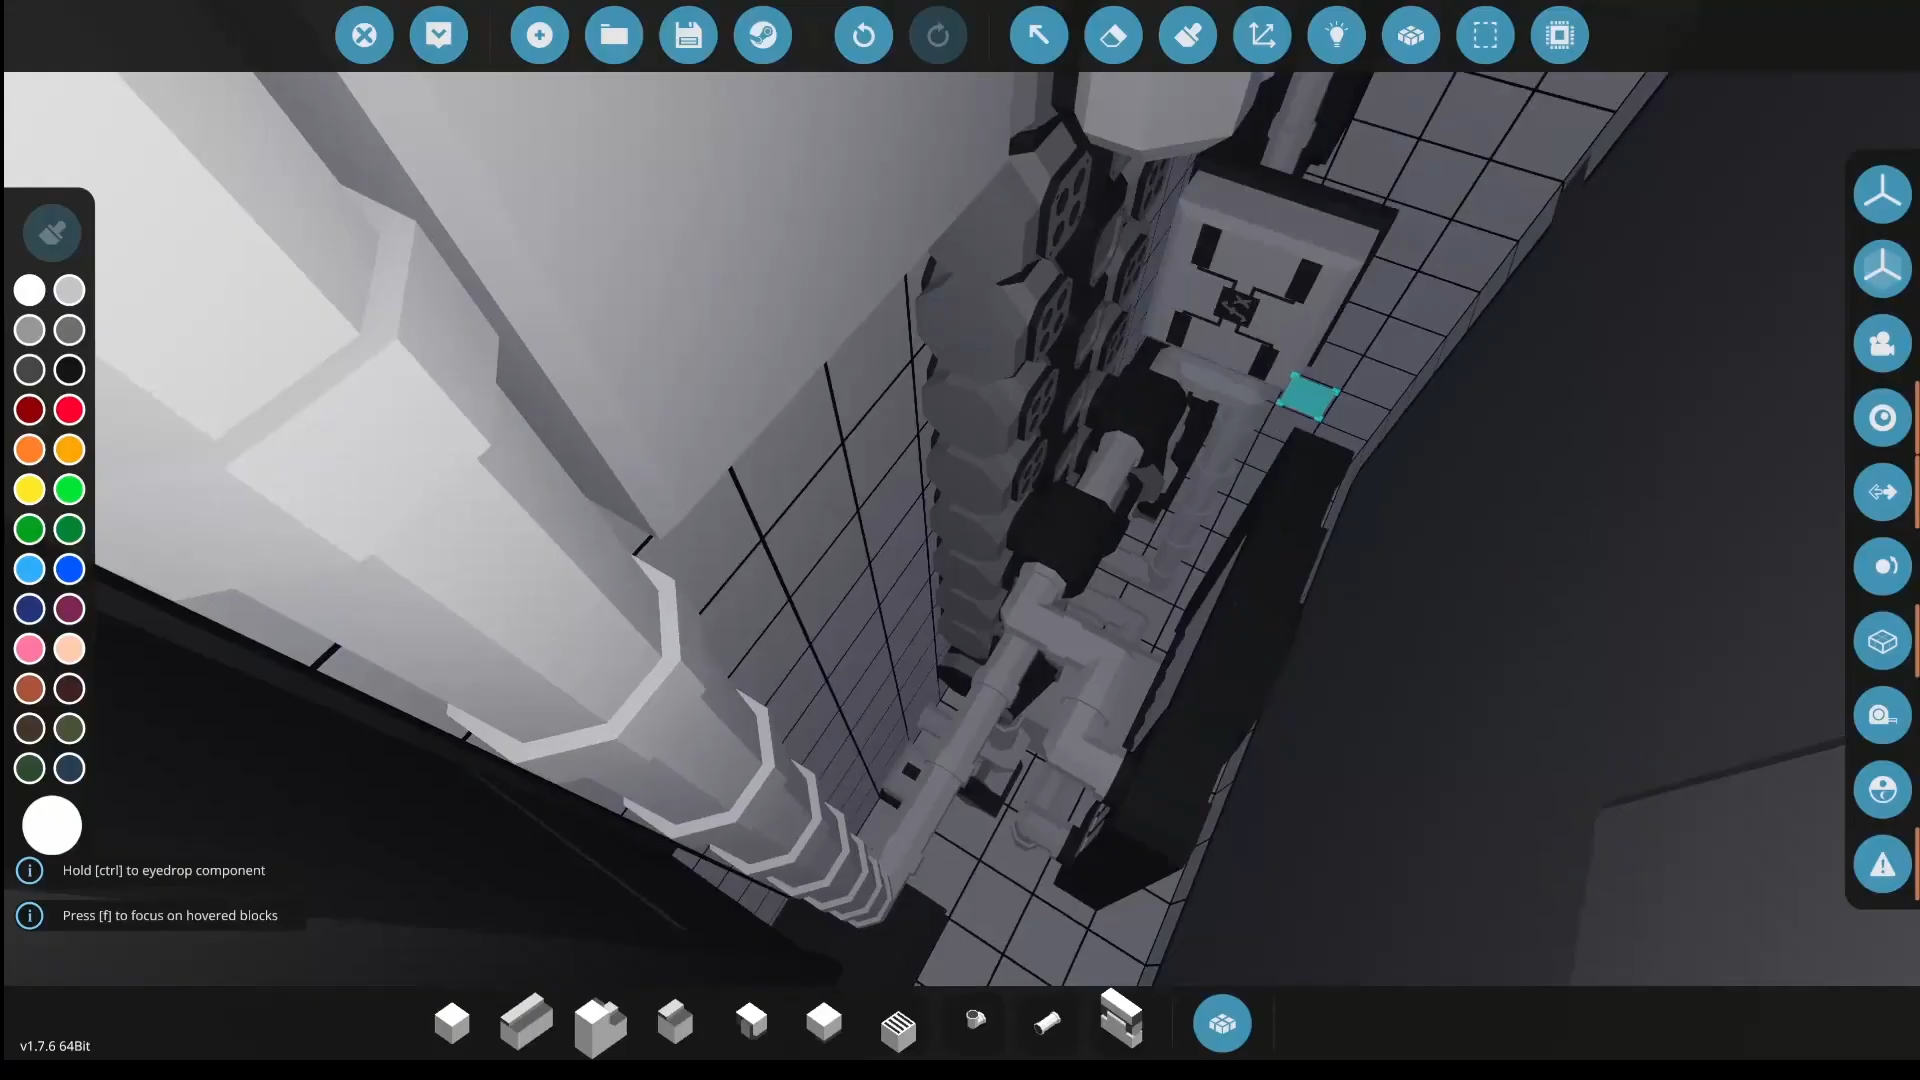 Hold [ctrl] to eyedrop component
Press [f] to focus on hovered blocks
v1.7.6 64Bit